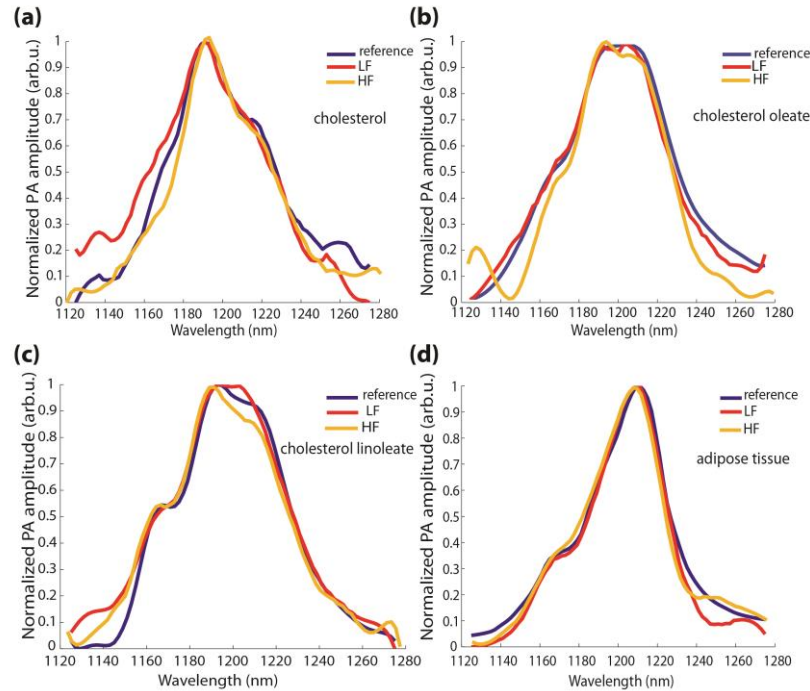 (a)
Normalized PA amplitude (arb.u.)
1
0.9
0.8
0.7
0.6
0.5
0.4
0.3
0.2
0.1
0
reference
LF
HF
cholesterol
1120 1140 1160 1180 1200 1220 1240 1260 1280
Wavelength (nm)
(b)
Normalized PA amplitude (arb.u.)
1
0.9
0.8
0.7
0.6
0.5
0.4
0.3
0.2
0.1
0
reference
LF
HF
cholesterol oleate
1120 1140 1160 1180 1200 1220 1240 1260 1280
Wavelength (nm)
(c)
Normalized PA amplitude (arb.u.)
1
0.9
0.8
0.7
0.6
0.5
0.4
0.3
0.2
0.1
0
reference
LF
HF
cholesterol linoleate
1120 1140 1160 1180 1200 1220 1240 1260 1280
Wavelength (nm)
(d)
Normalized PA amplitude (arb.u.)
1
0.9
0.8
0.7
0.6
0.5
0.4
0.3
0.2
0.1
0
reference
LF
HF
adipose tissue
1120 1140 1160 1180 1200 1220 1240 1260 1280
Wavelength (nm)